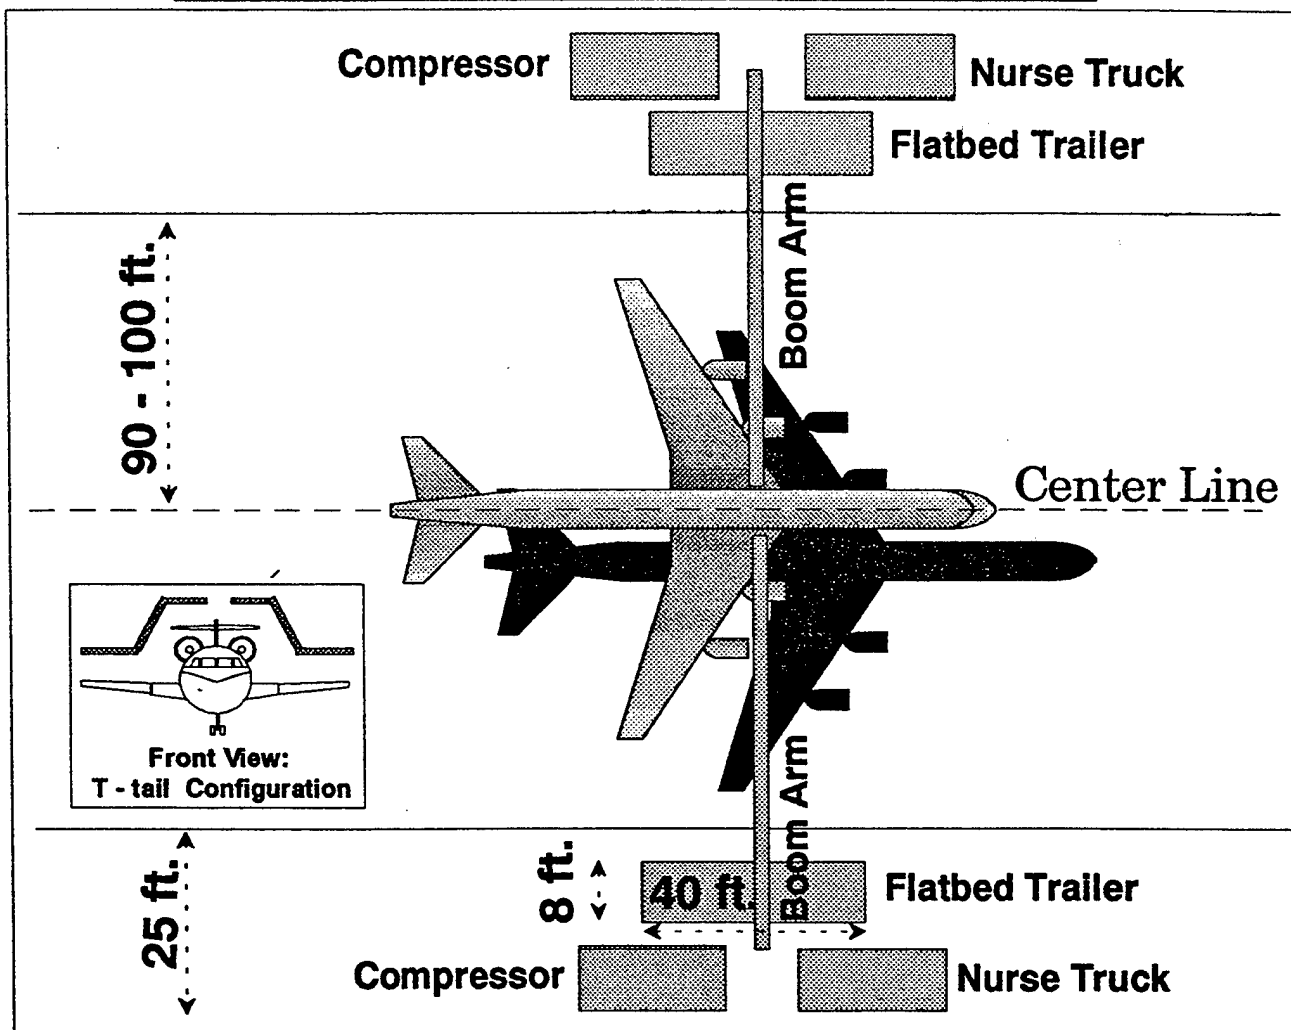 Compressor
Nurse Truck
Flatbed Trailer
Boom Arm
90 - 100 ft.
Center Line
Front View:
T - tail Configuration
Boom Arm
25 ft.
8 ft.
40 ft.
Flatbed Trailer
Compressor
Nurse Truck